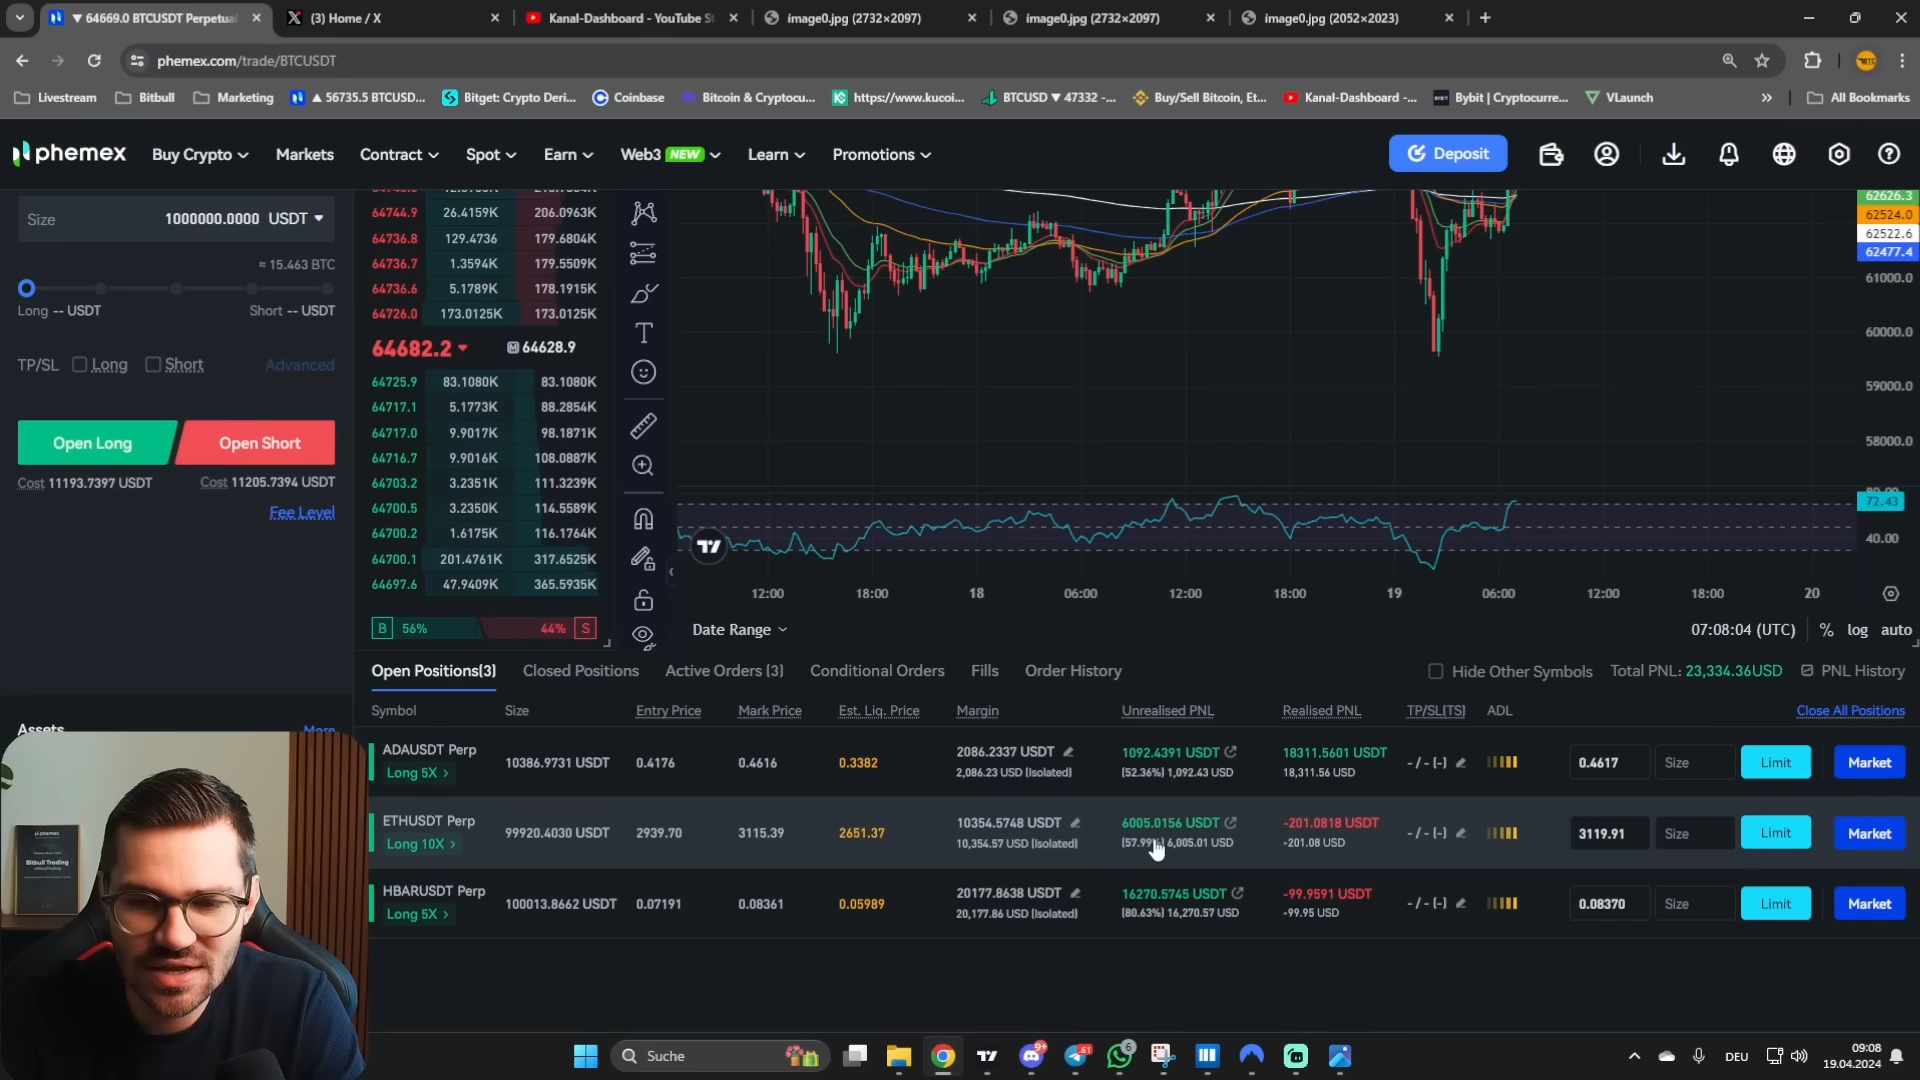 ▼ 64669.0 BTCUSDT Perpetual
(3) Home / X
Kanal-Dashboard - YouTube St
image0.jpg (2732×2097)
image0.jpg (2732×2097)
image0.jpg (2052×2023)
phemex.com/trade/BTCUSDT
Livestream
Bitbull
Marketing
▲ 56735.5 BTCUSD...
Bitget: Crypto Deri...
Coinbase
Bitcoin & Cryptocu...
https://www.kucoi...
BTCUSD ▼ 47332 -...
Buy/Sell Bitcoin, Et...
Kanal-Dashboard -...
Bybit | Cryptocurre...
VLaunch
All Bookmarks
phemex
Buy Crypto
Markets
Contract
Spot
Earn
Web3 NEW
Learn
Promotions
Deposit
Size 1000000.0000 USDT
≈ 15.463 BTC
Long -- USDT Short -- USDT
TP/SL Long Short Advanced
Open Long Open Short
Cost 11193.7397 USDT Cost 11205.7394 USDT
Fee Level
Assets More
64744.9 26.4159K 206.0963K
64736.8 129.4736 179.6804K
64736.7 1.3594K 179.5509K
64736.6 5.1789K 178.1915K
64726.0 173.0125K 173.0125K
64682.2 M 64628.9
64725.9 83.1080K 83.1080K
64717.1 5.1773K 88.2854K
64717.0 9.9017K 98.1871K
64716.7 9.9016K 108.0887K
64703.2 3.2351K 111.3239K
64700.5 3.2350K 114.5589K
64700.2 1.6175K 116.1764K
64700.1 201.4761K 317.6525K
64697.6 47.9409K 365.5935K
B 56% 44% S
62626.3
62524.0
62522.6
62477.4
61000.0
60000.0
59000.0
58000.0
72.43
40.00
12:00 18:00 18 06:00 12:00 18:00 19 06:00 12:00 18:00 20
Date Range
07:08:04 (UTC) % log auto
Open Positions(3) Closed Positions Active Orders (3) Conditional Orders Fills Order History
Hide Other Symbols Total PNL: 23,334.36USD PNL History
Symbol Size Entry Price Mark Price Est. Liq. Price Margin Unrealised PNL Realised PNL TP/SL(TS) ADL Close All Positions
ADAUSDT Perp
Long 5X >
10386.9731 USDT 0.4176 0.4616 0.3382
2086.2337 USDT 1092.4391 USDT 18311.5601 USDT
2,086.23 USD (Isolated) (52.36%) 1,092.43 USD 18,311.56 USD
- / - (-) 0.4617 Size Limit Market
ETHUSDT Perp
Long 10X >
99920.4030 USDT 2939.70 3115.39 2651.37
10354.5748 USDT 6005.0156 USDT -201.0818 USDT
10,354.57 USD (Isolated) (57.99%) 6,005.01 USD -201.08 USD
- / - (-) 3119.91 Size Limit Market
HBARUSDT Perp
Long 5X >
100013.8662 USDT 0.07191 0.08361 0.05989
20177.8638 USDT 16270.5745 USDT -99.9591 USDT
20,177.86 USD (Isolated) (80.63%) 16,270.57 USD -99.95 USD
- / - (-) 0.08370 Size Limit Market
phemex
Bitbull Trading
Suche
9+
61
6
DEU
09:08
19.04.2024